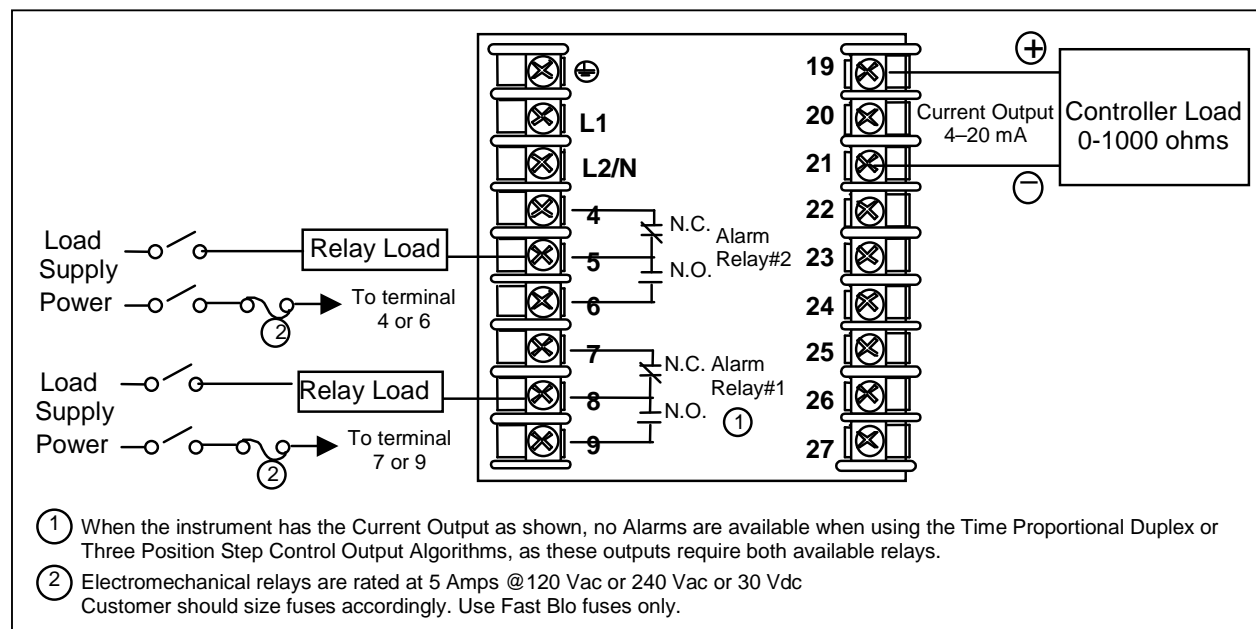 L1
L2/N
4
5
6
7
8
9
N.C.
Alarm
Relay#2
N.O.
N.C.
Alarm
Relay#1
N.O.
1
19
20
21
22
23
24
25
26
27
+
Current Output
4–20 mA
−
Controller Load
0-1000 ohms
Load
Supply
Power
Relay Load
2
To terminal
4 or 6
Load
Supply
Power
Relay Load
2
To terminal
7 or 9
1 When the instrument has the Current Output as shown, no Alarms are available when using the Time Proportional Duplex or
Three Position Step Control Output Algorithms, as these outputs require both available relays.
2 Electromechanical relays are rated at 5 Amps @120 Vac or 240 Vac or 30 Vdc
Customer should size fuses accordingly. Use Fast Blo fuses only.